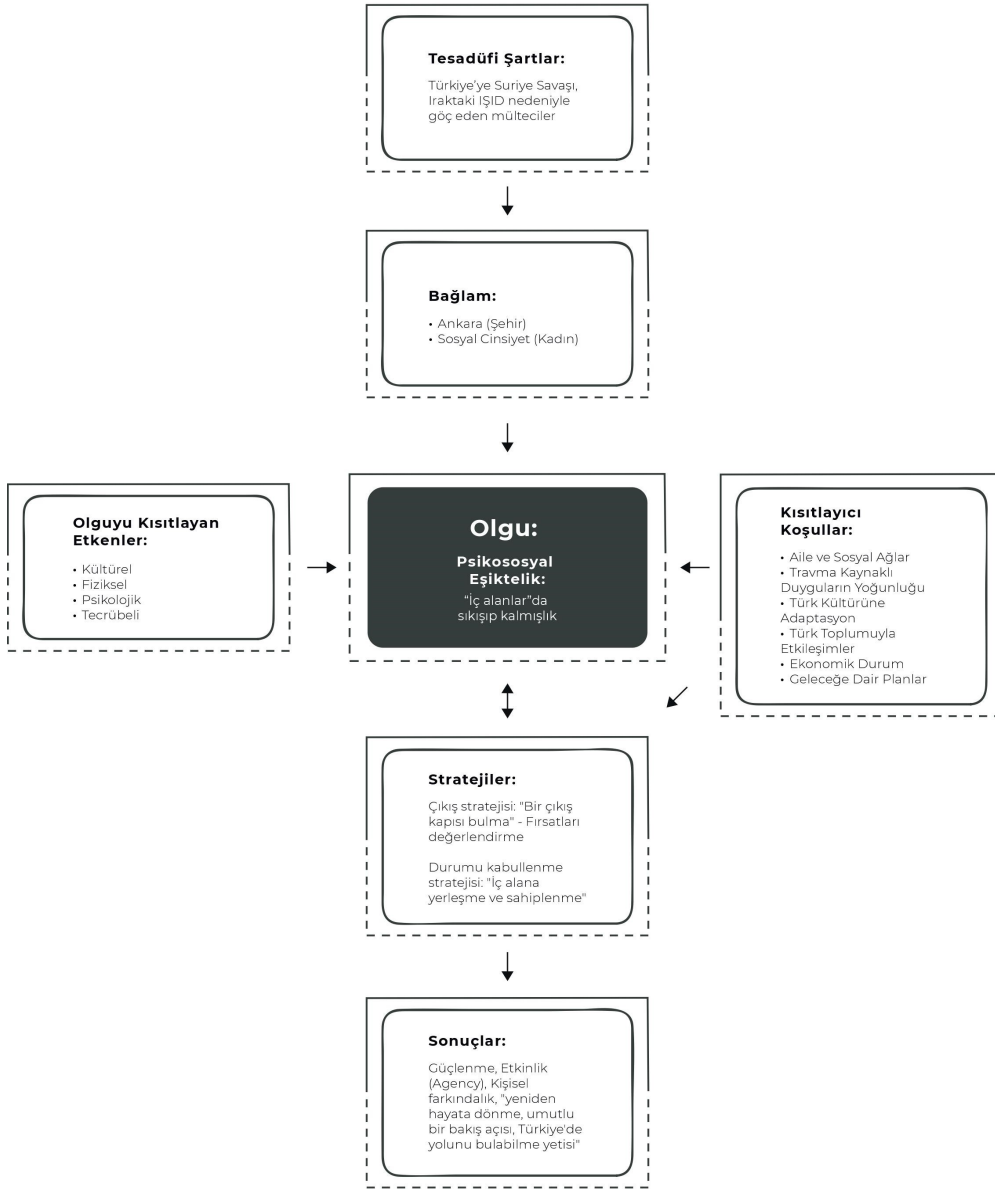 Tesadüfi Şartlar:
Türkiye'ye Suriye Savaşı,
Iraktaki IŞID nedeniyle
göç eden mülteciler
Bağlam:
• Ankara (Şehir)
• Sosyal Cinsiyet (Kadın)
Olguyu Kısıtlayan
Etkenler:
• Kültürel
• Fiziksel
• Psikolojik
• Tecrübeli
Olgu:
Psikososyal
Eşiktelik:
“İç alanlar”da
sıkışıp kalmışlık
Kısıtlayıcı
Koşullar:
• Aile ve Sosyal Ağlar
• Travma Kaynaklı
Duyguların Yoğunluğu
• Türk Kültürüne
Adaptasyon
• Türk Toplumuyla
Etkileşimler
• Ekonomik Durum
• Geleceğe Dair Planlar
Stratejiler:
Çıkış stratejisi: "Bir çıkış
kapısı bulma" - Fırsatları
değerlendirme
Durumu kabullenme
stratejisi: "İç alana
yerleşme ve sahiplenme"
Sonuçlar:
Güçlenme, Etkinlik
(Agency), Kişisel
farkındalık, "yeniden
hayata dönme, umutlu
bir bakış açısı, Türkiye'de
yolunu bulabilme yetisi"